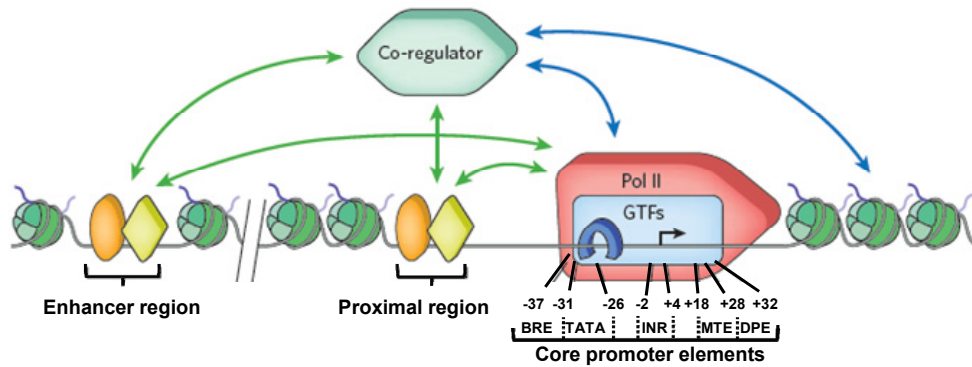 Co-regulator
Pol II
GTFs
Enhancer region
Proximal region
-37 -31 -26 -2 +4 +18 +28 +32
BRE TATA INR MTE DPE
Core promoter elements